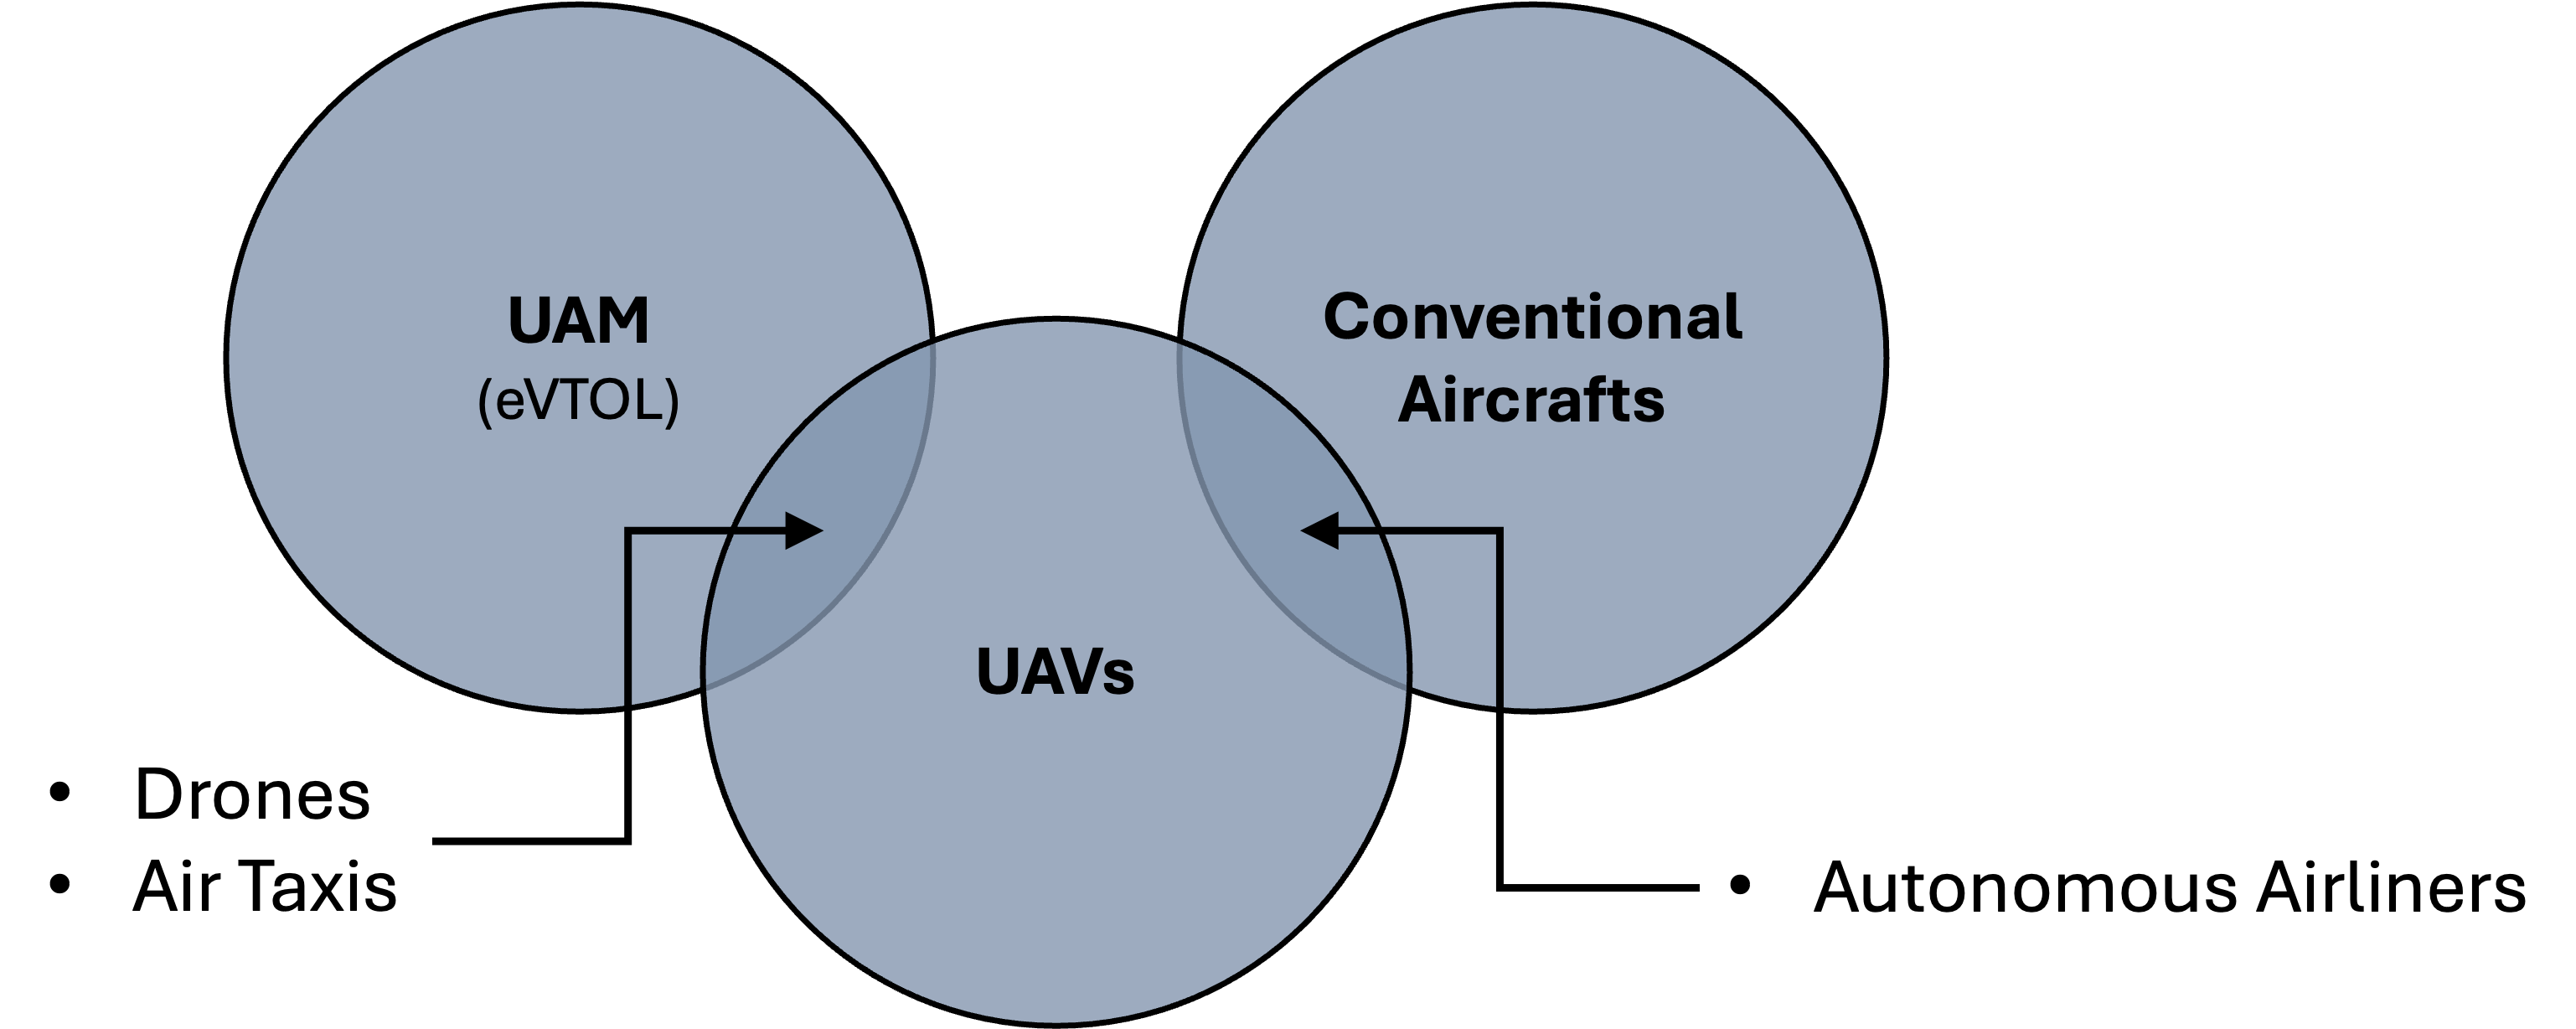 UAM
(eVTOL)
Conventional
Aircrafts
UAVs
• Drones
• Air Taxis
• Autonomous Airliners